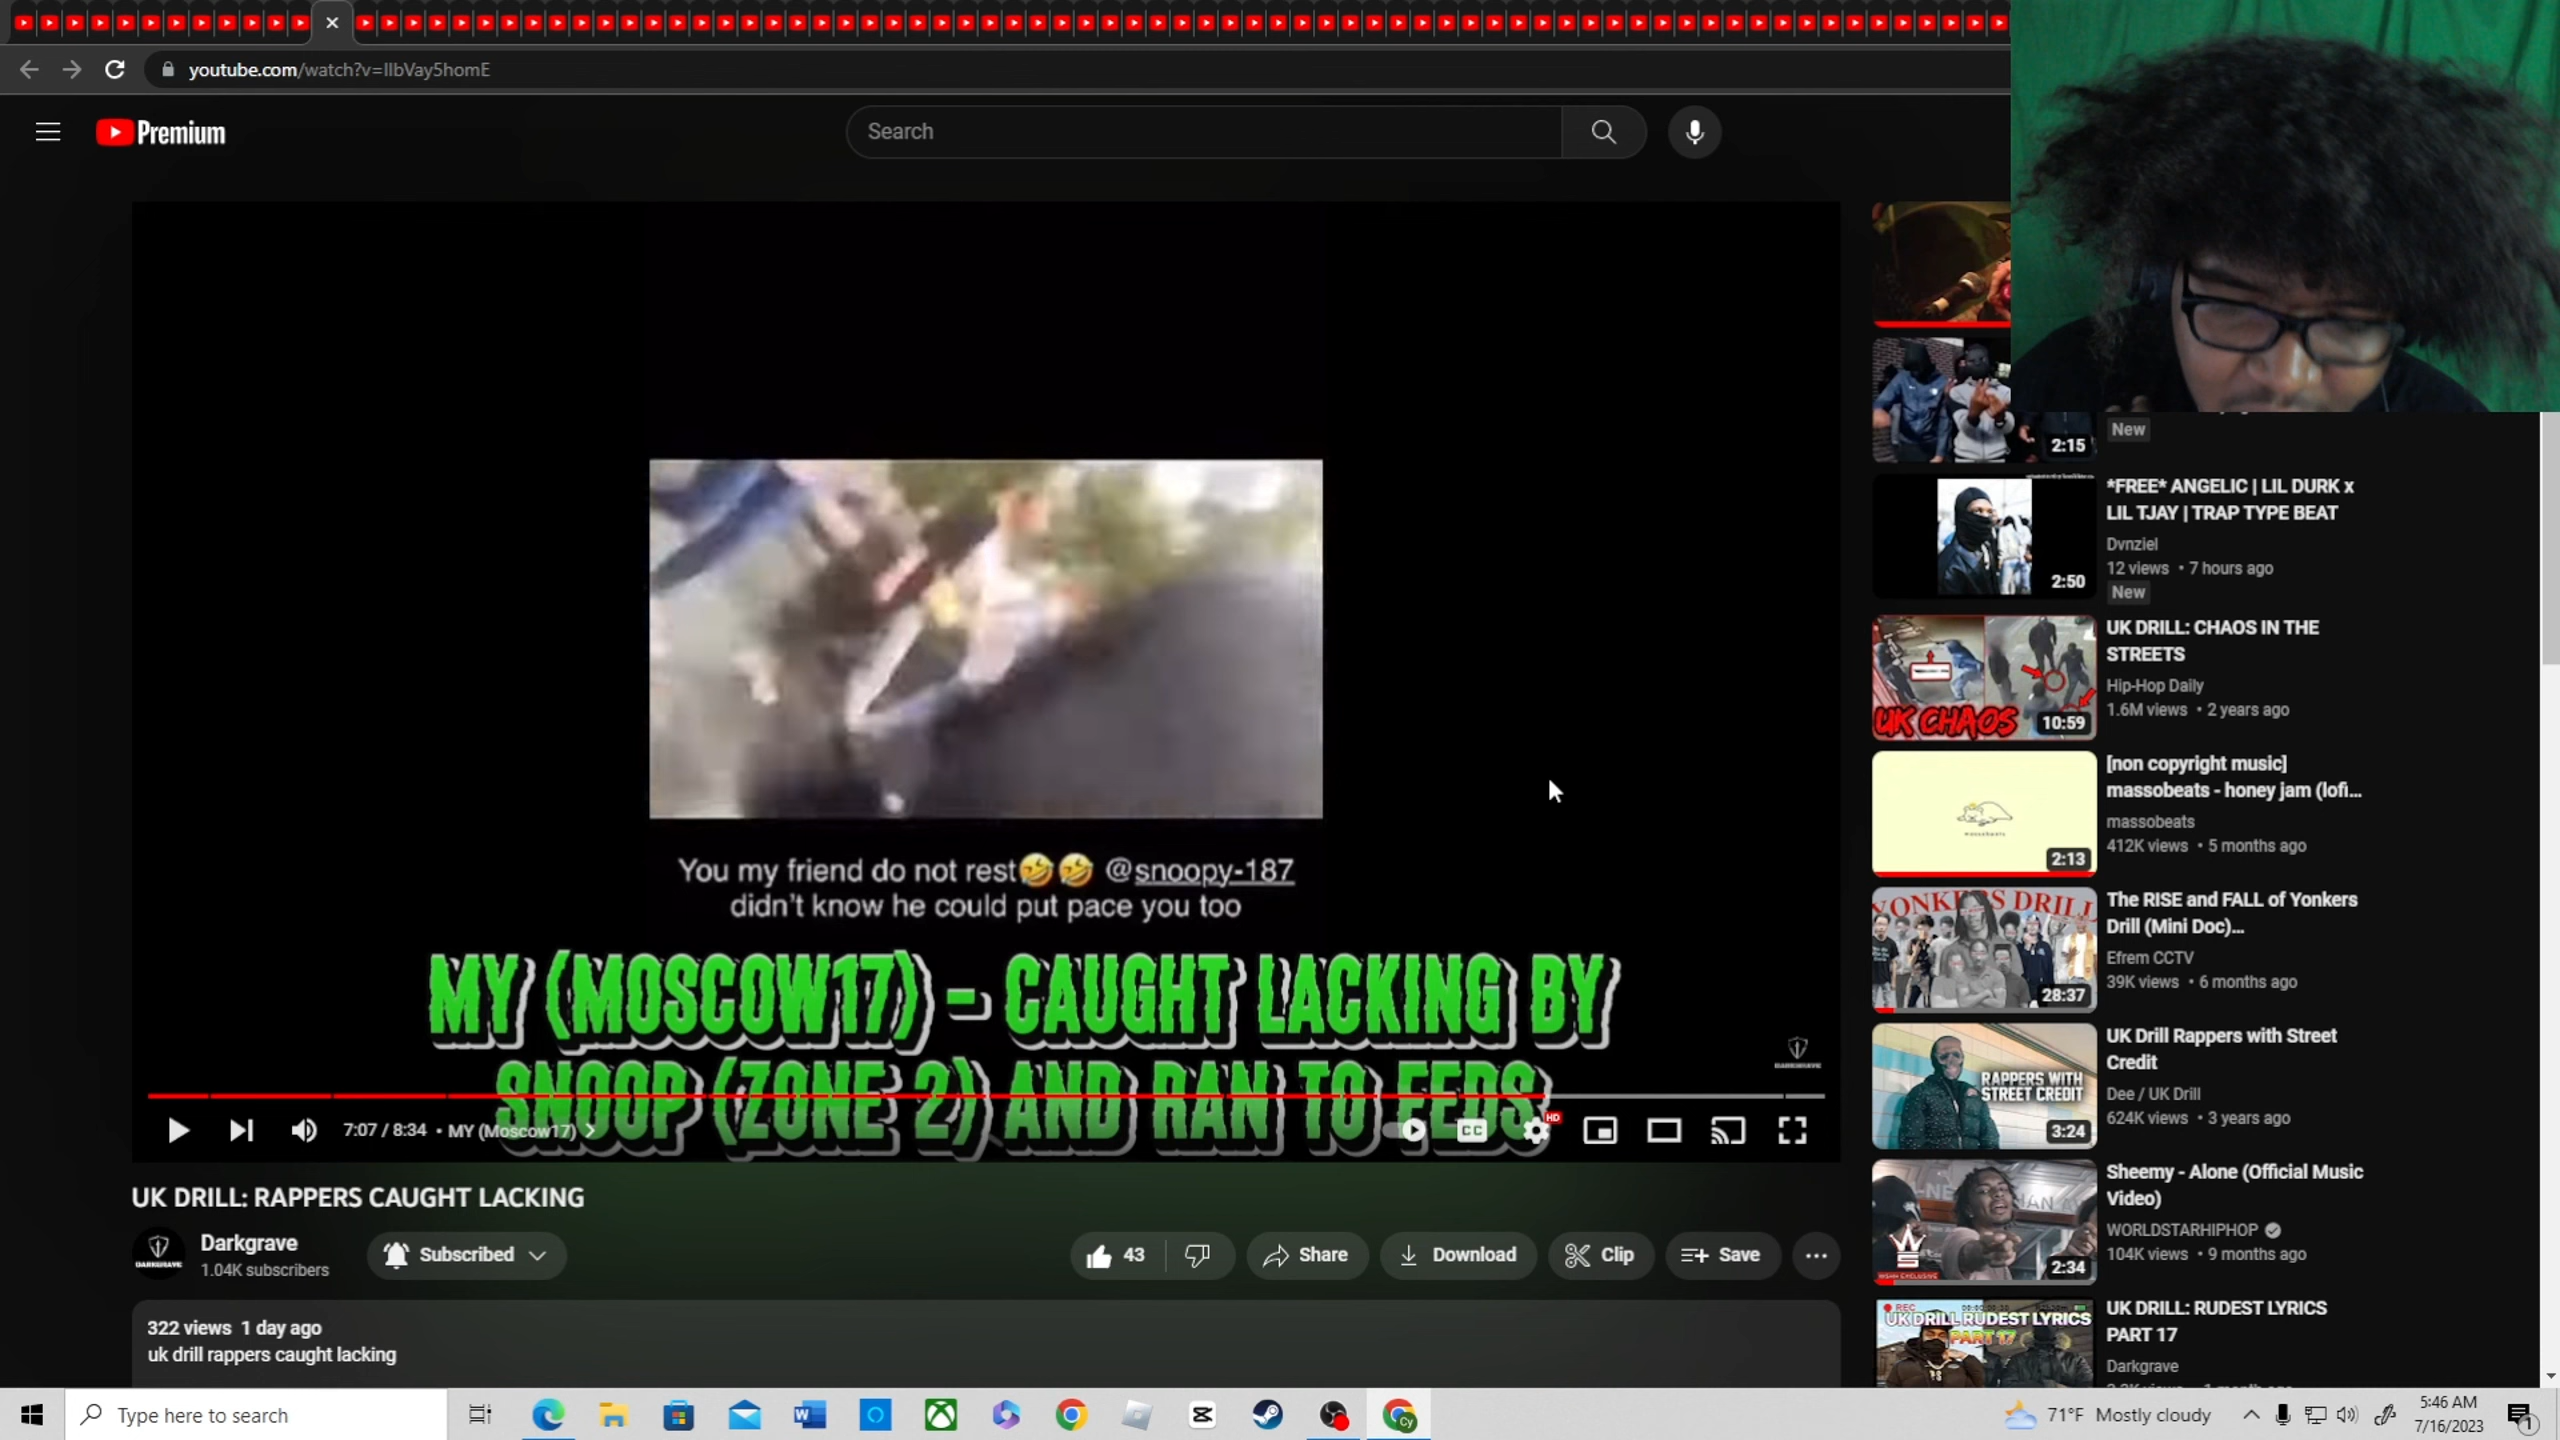 youtube.com/watch?v=IIbVay5homE
Premium
Search
You my friend do not rest🤣🤣 @snoopy-187
didn't know he could put pace you too
MY (MOSCOW17) - CAUGHT LACKING BY
SNOOP (ZONE 2) AND RAN TO FEDS
DARKGRAVE
7:07 / 8:34 • MY (Moscow17)
CC
HD
UK DRILL: RAPPERS CAUGHT LACKING
Darkgrave
1.04K subscribers
Subscribed
43
Share
Download
Clip
Save
322 views 1 day ago
uk drill rappers caught lacking
2:15
New
2:50
*FREE* ANGELIC | LIL DURK x
LIL TJAY | TRAP TYPE BEAT
Dvnziel
12 views • 7 hours ago
New
UK CHAOS
10:59
UK DRILL: CHAOS IN THE
STREETS
Hip-Hop Daily
1.6M views • 2 years ago
massobeats
2:13
[non copyright music]
massobeats - honey jam (lofi...
massobeats
412K views • 5 months ago
YONKERS DRILL
28:37
The RISE and FALL of Yonkers
Drill (Mini Doc)...
Efrem CCTV
39K views • 6 months ago
RAPPERS WITH
STREET CREDIT
3:24
UK Drill Rappers with Street
Credit
Dee / UK Drill
624K views • 3 years ago
2:34
Sheemy - Alone (Official Music
Video)
WORLDSTARHIPHOP
104K views • 9 months ago
REC
UK DRILL RUDEST LYRICS
PART 17
UK DRILL: RUDEST LYRICS
PART 17
Darkgrave
Type here to search
Cy
71°F Mostly cloudy
5:46 AM
7/16/2023
1